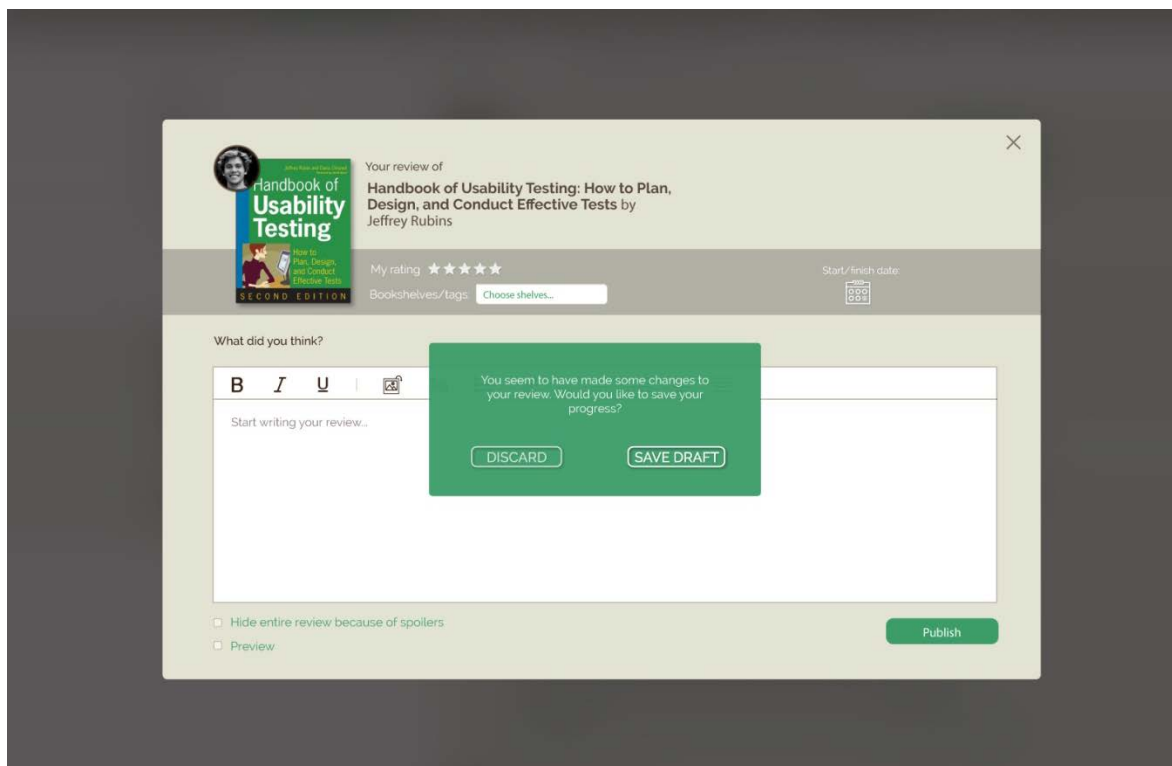 Your review of
Handbook of Usability Testing: How to Plan,
Design, and Conduct Effective Tests by
Jeffrey Rubins
Handbook of
Usability
Testing
How to
Plan, Design,
and Conduct
Effective Tests
SECOND EDITION
My rating
Start/finish date:
Bookshelves/tags: Choose shelves...
What did you think?
B I U
Start writing your review...
You seem to have made some changes to
your review. Would you like to save your
progress?
DISCARD SAVE DRAFT
Hide entire review because of spoilers
Preview
Publish